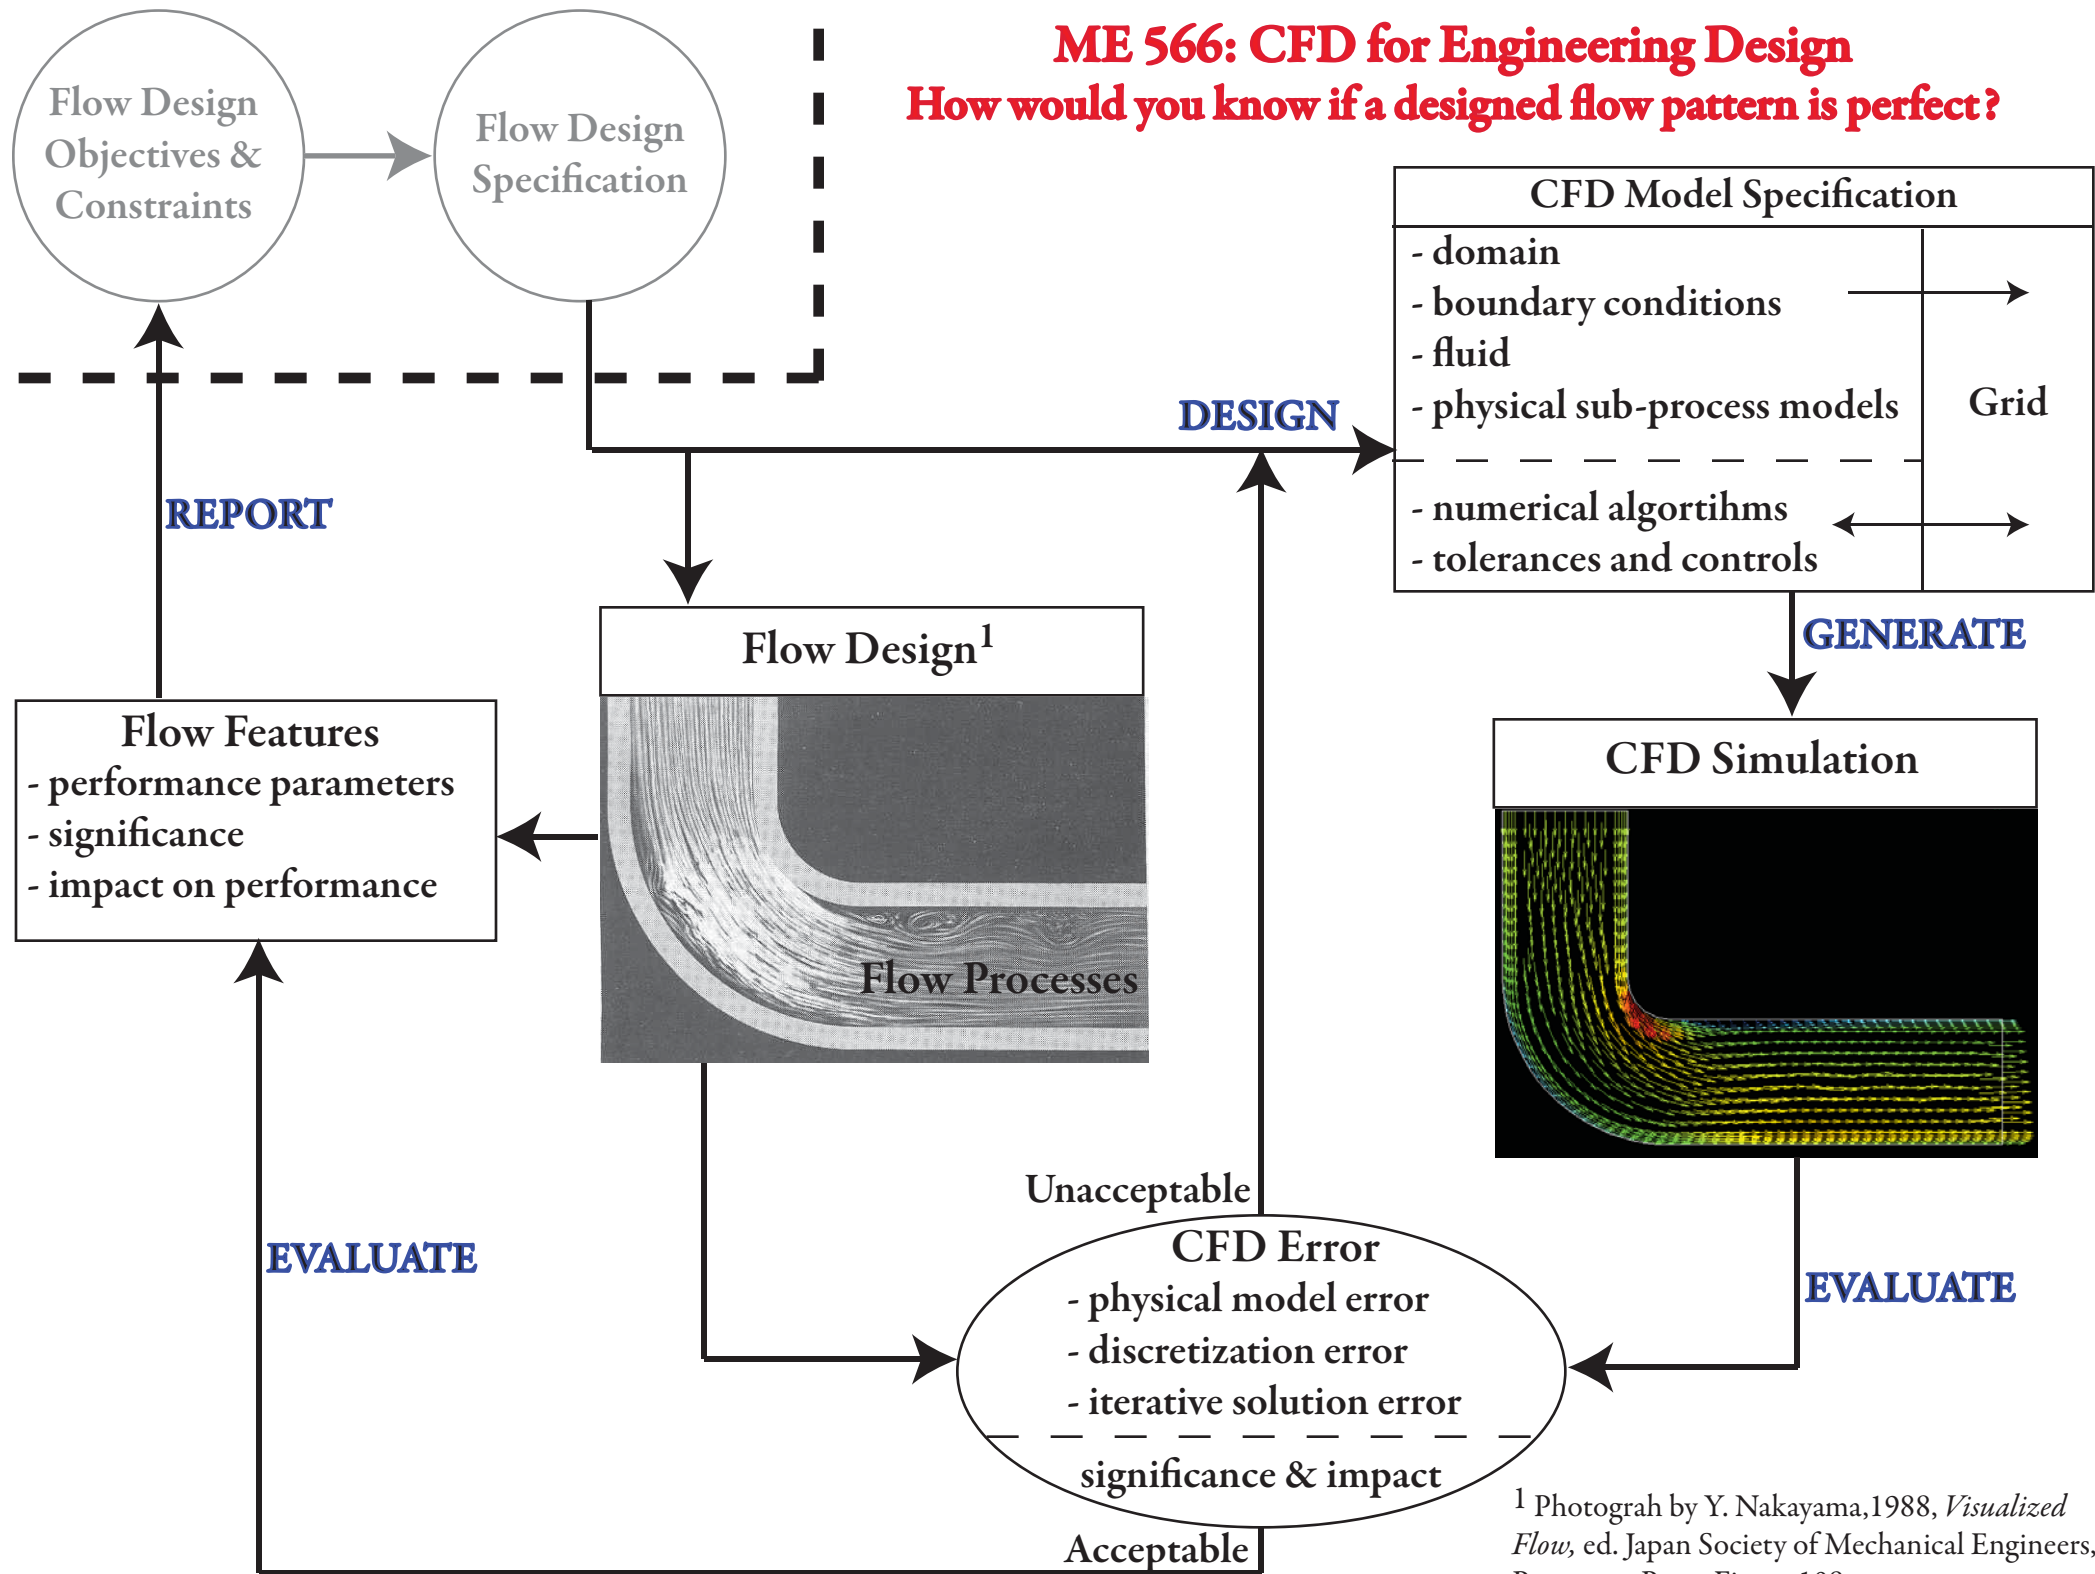 ME 566: CFD for Engineering Design
How would you know if a designed flow pattern is perfect?
Flow Design
Objectives &
Constraints
Flow Design
Specification
CFD Model Specification
- domain
- boundary conditions
- fluid
- physical sub-process models
- numerical algortihms
- tolerances and controls
Grid
DESIGN
REPORT
GENERATE
Flow Design1
Flow Processes
Flow Features
- performance parameters
- significance
- impact on performance
CFD Simulation
Unacceptable
CFD Error
- physical model error
- discretization error
- iterative solution error
significance & impact
Acceptable
EVALUATE
EVALUATE
1 Photograh by Y. Nakayama,1988, Visualized
Flow, ed. Japan Society of Mechanical Engineers,